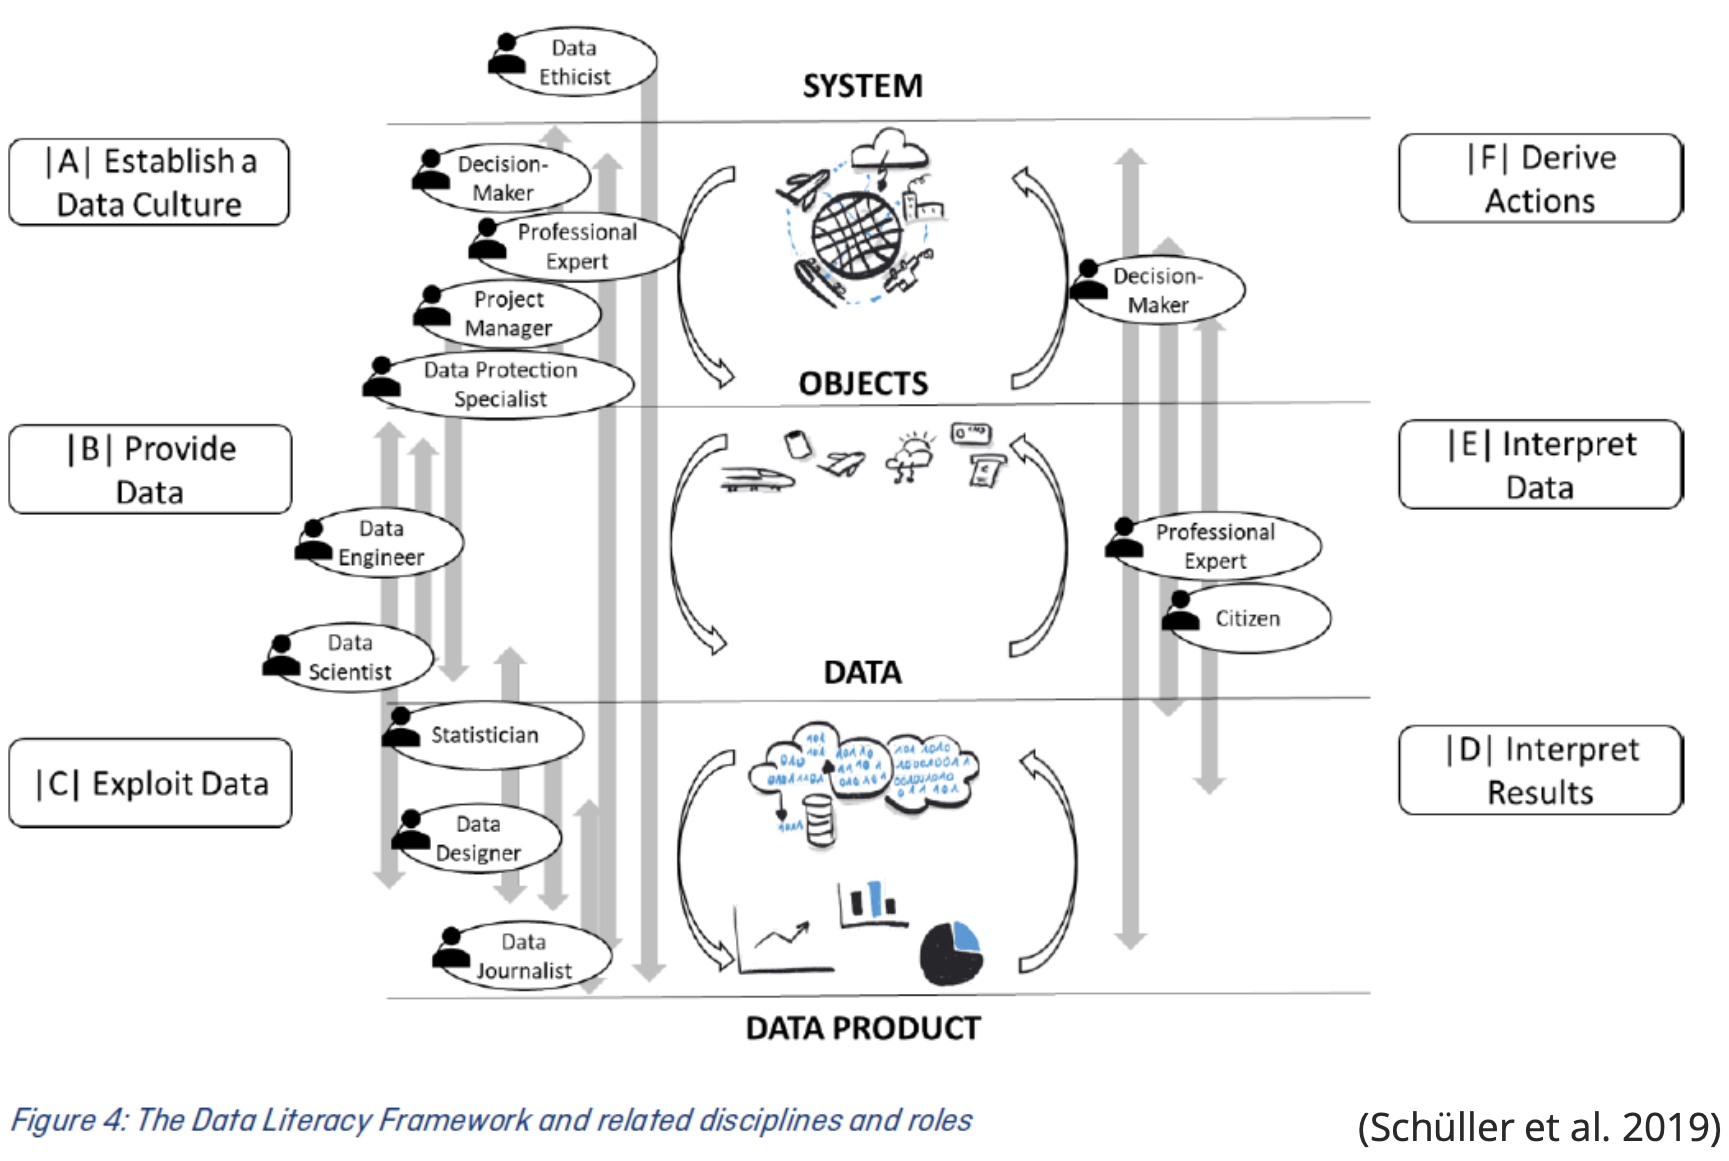 Data
Ethicist
SYSTEM
|A| Establish a
Data Culture
Decision-
Maker
Professional
Expert
Project
Manager
Data Protection
Specialist
OBJECTS
|F| Derive
Actions
Decision-
Maker
|B| Provide
Data
Data
Engineer
Data
Scientist
DATA
|E| Interpret
Data
Professional
Expert
Citizen
|C| Exploit Data
Statistician
Data
Designer
Data
Journalist
|D| Interpret
Results
DATA PRODUCT
Figure 4: The Data Literacy Framework and related disciplines and roles
(Schüller et al. 2019)